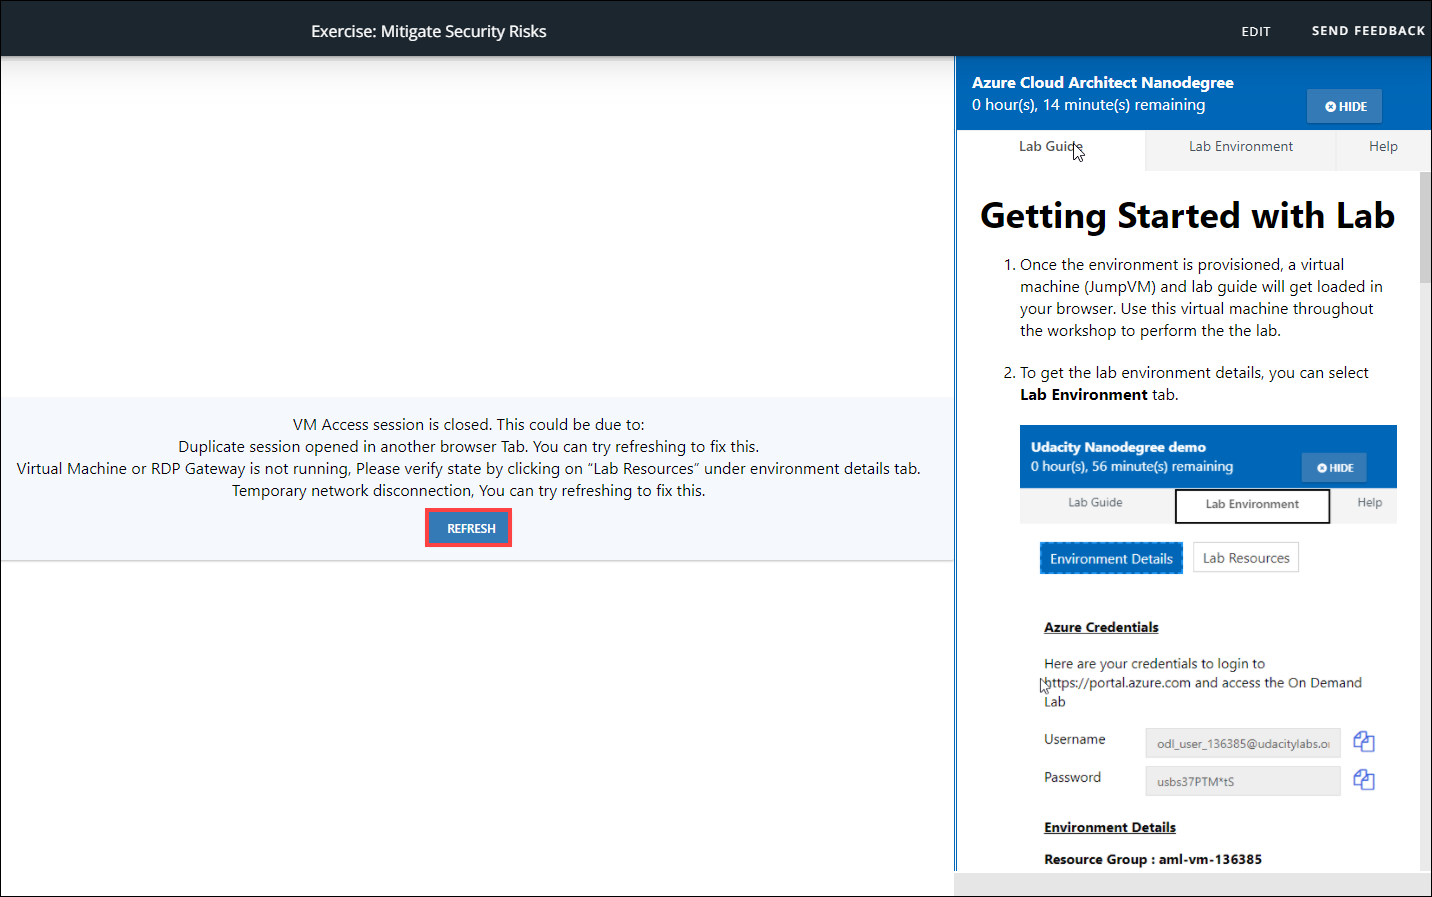 Exercise: Mitigate Security Risks
EDIT
SEND FEEDBACK
VM Access session is closed. This could be due to:
Duplicate session opened in another browser Tab. You can try refreshing to fix this.
Virtual Machine or RDP Gateway is not running, Please verify state by clicking on “Lab Resources” under environment details tab.
Temporary network disconnection, You can try refreshing to fix this.
REFRESH
Azure Cloud Architect Nanodegree
0 hour(s), 14 minute(s) remaining
HIDE
Lab Guide
Lab Environment
Help
Getting Started with Lab
1. Once the environment is provisioned, a virtual
machine (JumpVM) and lab guide will get loaded in
your browser. Use this virtual machine throughout
the workshop to perform the the lab.
2. To get the lab environment details, you can select
Lab Environment tab.
Udacity Nanodegree demo
0 hour(s), 56 minute(s) remaining
HIDE
Lab Guide
Lab Environment
Help
Environment Details
Lab Resources
Azure Credentials
Here are your credentials to login to
https://portal.azure.com and access the On Demand
Lab
Username
odl_user_136385@udacitylabs.o
Password
usbs37PTM*tS
Environment Details
Resource Group : aml-vm-136385